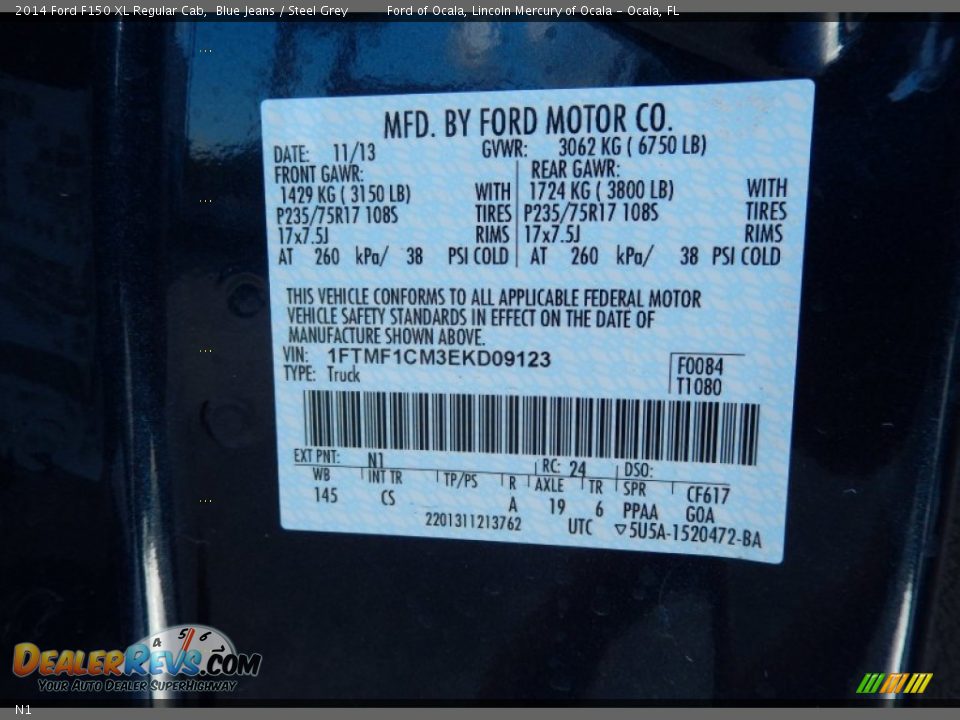 2014 Ford F150 XL Regular Cab, Blue Jeans / Steel Grey Ford of Ocala, Lincoln Mercury of Ocala - Ocala, FL
MFD. BY FORD MOTOR CO.
DATE: 11/13 GVWR: 3062 KG ( 6750 LB)
FRONT GAWR: REAR GAWR:
1429 KG ( 3150 LB) WITH 1724 KG ( 3800 LB) WITH
P235/75R17 108S TIRES P235/75R17 108S TIRES
17x7.5J RIMS 17x7.5J RIMS
AT 260 kPa/ 38 PSI COLD AT 260 kPa/ 38 PSI COLD
THIS VEHICLE CONFORMS TO ALL APPLICABLE FEDERAL MOTOR
VEHICLE SAFETY STANDARDS IN EFFECT ON THE DATE OF
MANUFACTURE SHOWN ABOVE.
VIN: 1FTMF1CM3EKD09123 F0084
TYPE: Truck T1080
EXT PNT: N1 RC: 24 DSO:
WB INT TR TP/PS R AXLE TR SPR CF617
145 CS A 19 6 PPAA GOA
2201311213762 UTC ▽5U5A-1520472-BA
4 5 6
DEALERREVS.COM
Your Auto Dealer SuperHighway
N1